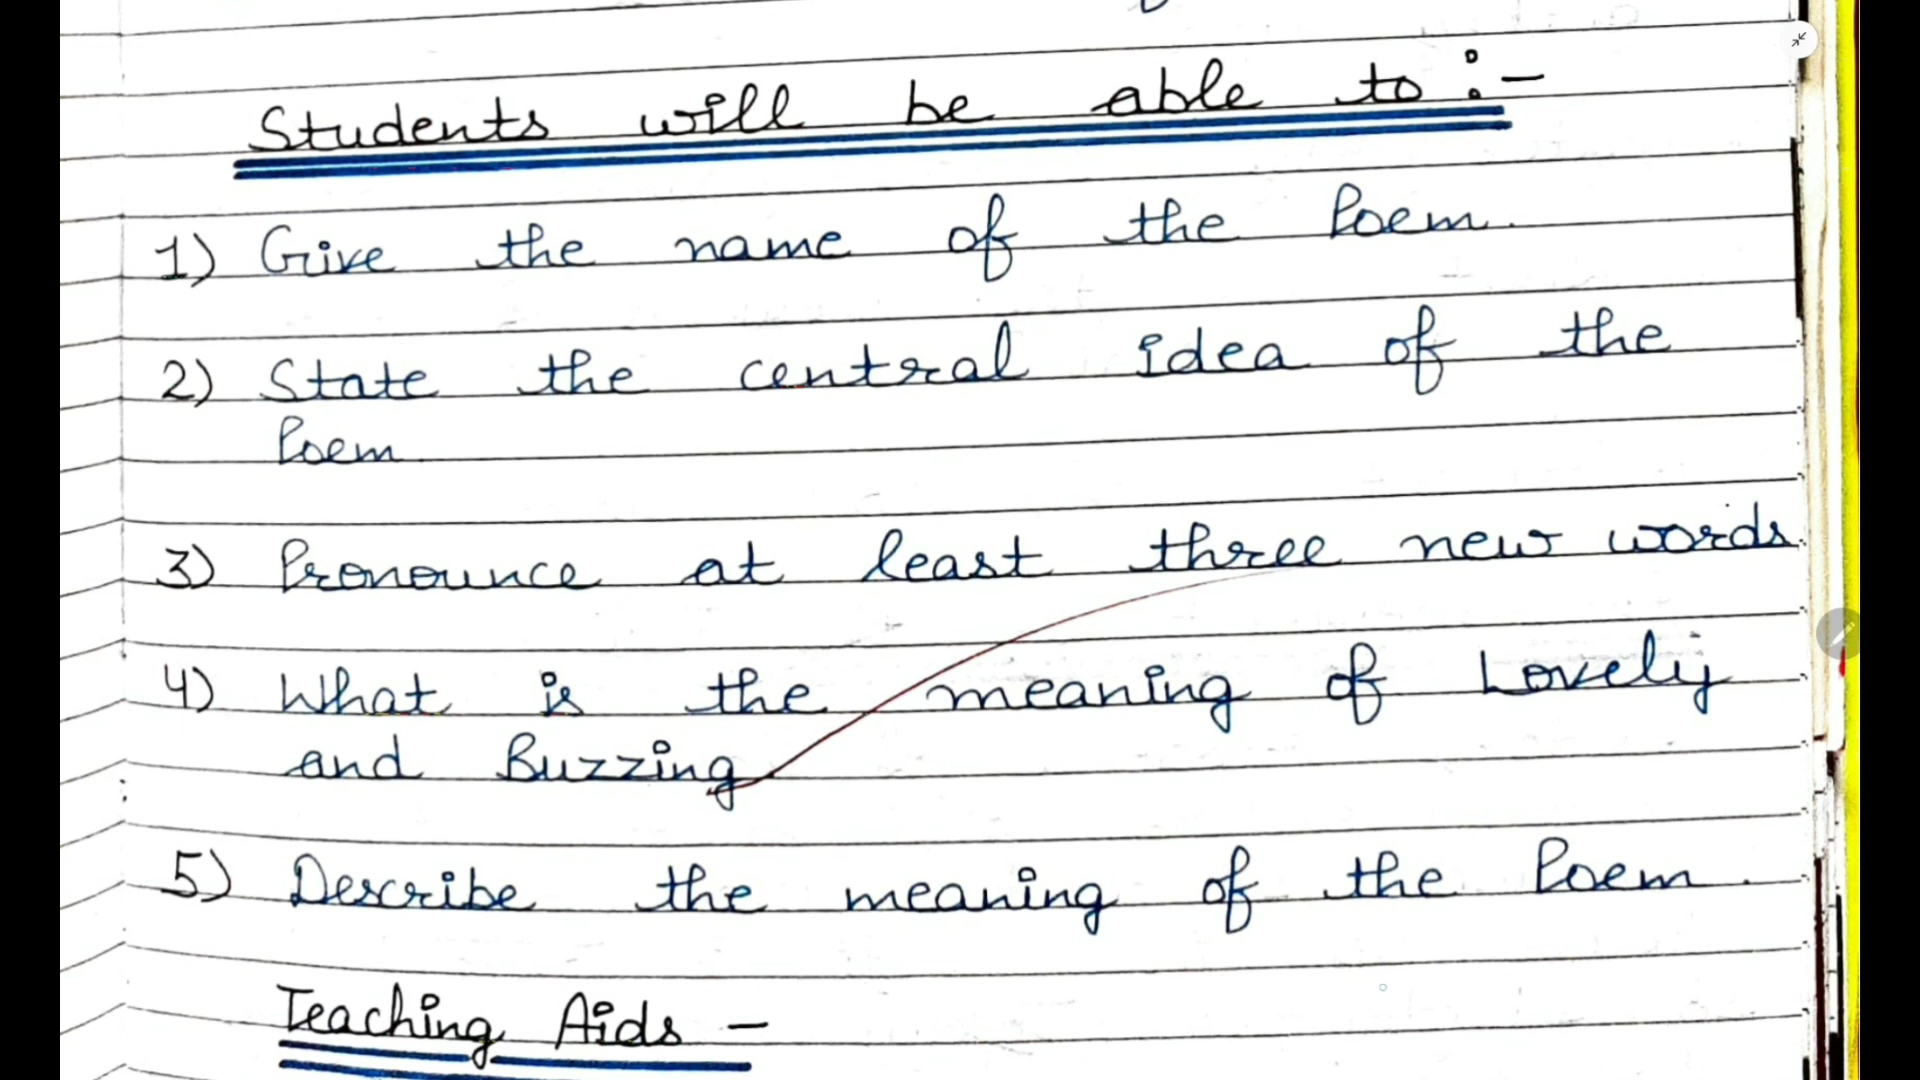 Students will be able to :-
1) Give the name of the Poem.
2) State the central idea of the
Poem
3) Pronounce at least three new words.
4) What is the meaning of Lovely
and Buzzing
5) Describe the meaning of the Poem.
Teaching Aids -